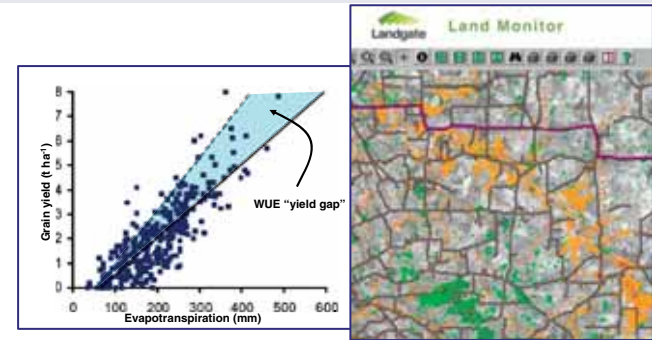 Landgate
Land Monitor
8
7
6
5
4
3
2
1
0
Grain yield (t ha⁻¹)
WUE "yield gap"
0 100 200 300 400 500 600
Evapotranspiration (mm)